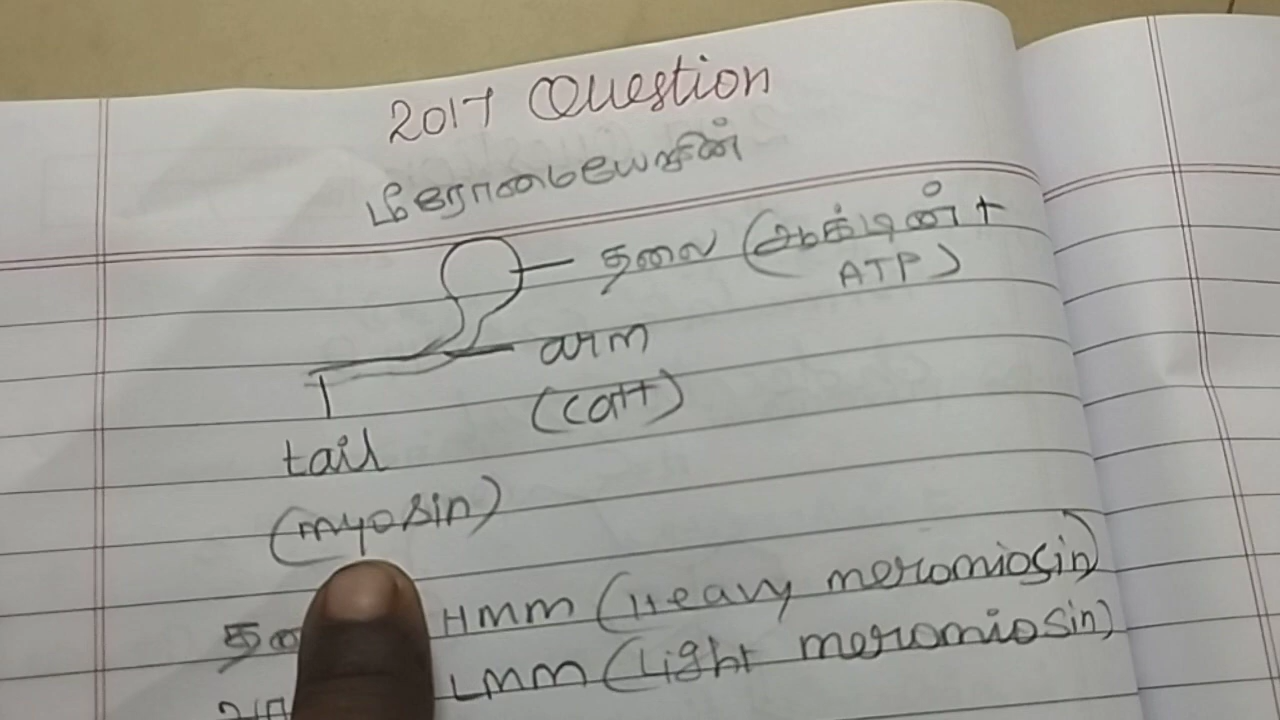 2017 Question
மீரோமையோசின்
தலை (ஆக்டின் +
ATP)
arm
(Ca++)
tail
(myosin)
HMM (Heavy meromiosin)
LMM (Light meromiosin)